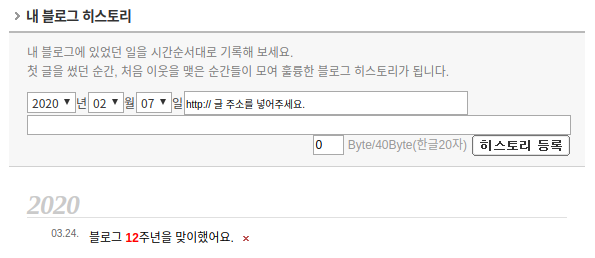 내 블로그 히스토리
내 블로그에 있었던 일을 시간순서대로 기록해 보세요.
첫 글을 썼던 순간, 처음 이웃을 맺은 순간들이 모여 훌륭한 블로그 히스토리가 됩니다.
2020 ▼ 년 02 ▼ 월 07 ▼ 일 http:// 글 주소를 넣어주세요.
0 Byte/40Byte(한글20자) 히스토리 등록
2020
03.24. 블로그 12주년을 맞이했어요. ×